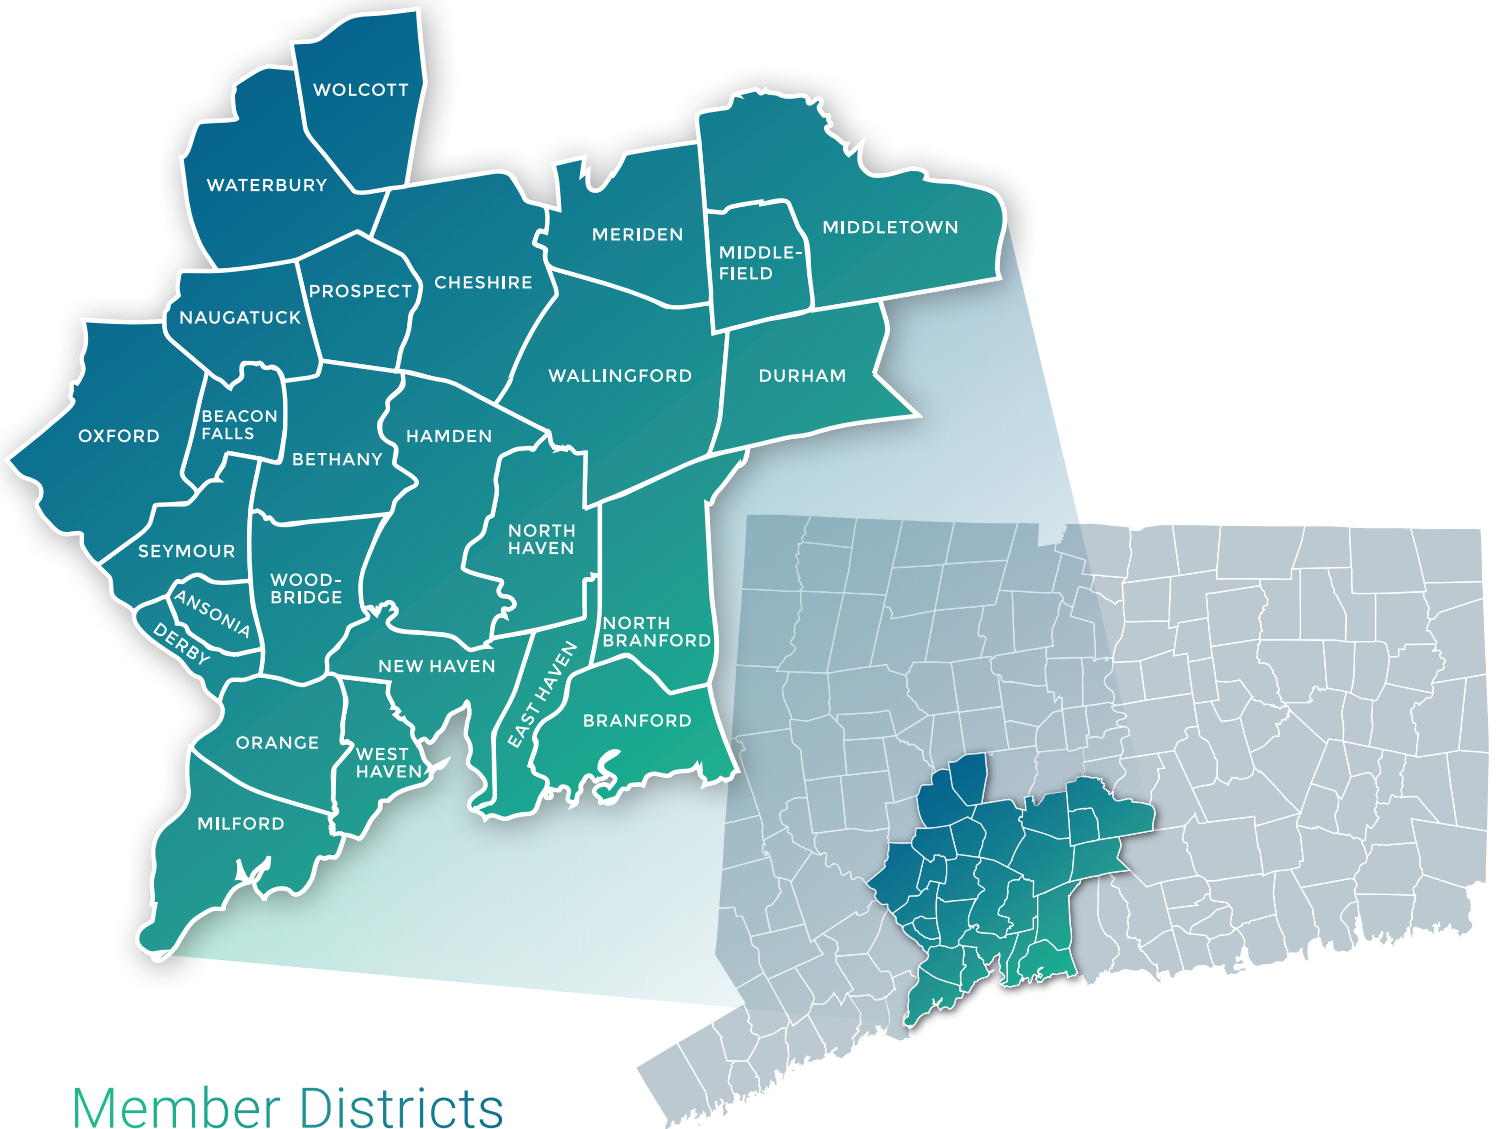 WOLCOTT
WATERBURY
MERIDEN
MIDDLETOWN
MIDDLE-
FIELD
CHESHIRE
PROSPECT
NAUGATUCK
WALLINGFORD
DURHAM
OXFORD
BEACON
FALLS
HAMDEN
BETHANY
NORTH
HAVEN
SEYMOUR
WOOD-
BRIDGE
ANSONIA
DERBY
NORTH
BRANFORD
NEW HAVEN
EAST HAVEN
BRANFORD
ORANGE
WEST
HAVEN
MILFORD
Member Districts